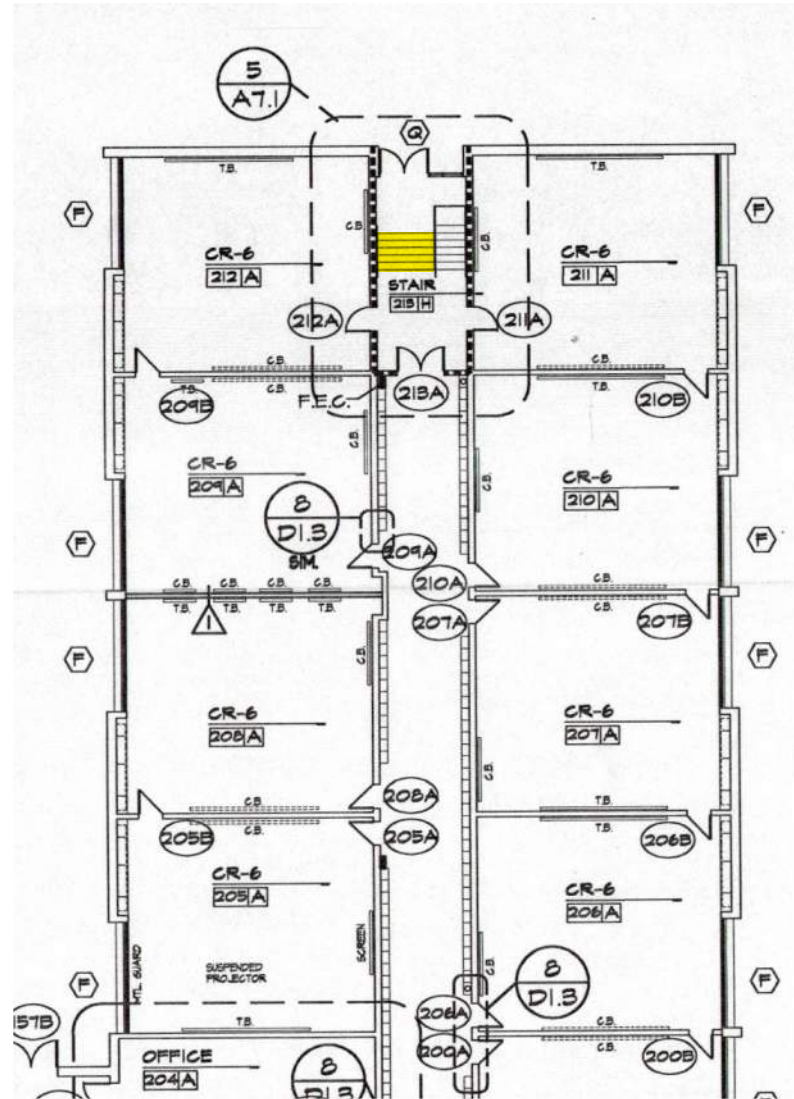 5
A7.1
Q
T.B.
T.B.
F
F
C.B.
C.B.
CR-6
212 A
CR-6
211 A
STAIR
213 H
212A
211A
C.B.
C.B.
T.B.
C.B.
T.B.
209B
F.E.C.
213A
210B
C.B.
C.B.
CR-6
209 A
CR-6
210 A
8
D1.3
SIM.
F
F
209A
210A
C.B.
C.B.
C.B.
C.B.
C.B.
T.B.
T.B.
T.B.
T.B.
C.B.
1
207A
207B
F
F
C.B.
CR-6
208 A
CR-6
207 A
C.B.
208A
C.B.
T.B.
C.B.
T.B.
205B
205A
206B
CR-6
205 A
CR-6
206 A
MTL GUARD
SCREEN
C.B.
SUSPENDED
PROJECTOR
8
D1.3
F
F
157B
T.B.
206A
C.B.
C.B.
200A
200B
OFFICE
204 A
8
D1.3